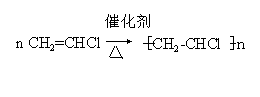 催化剂
n CH₂=CHCl → ⁅CH₂-CHCl ⁆n
△